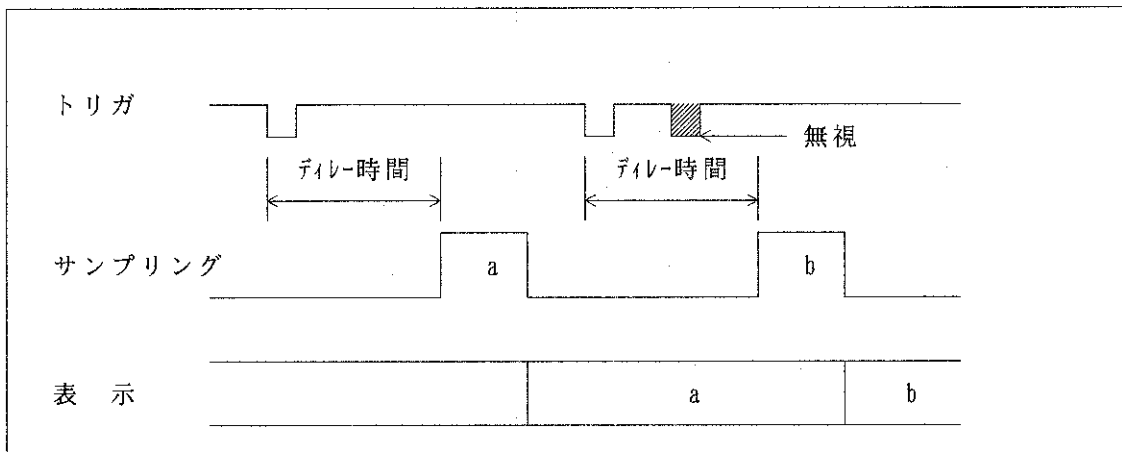 トリガ
無視
ディレー時間 ディレー時間
サンプリング a b
表 示 a b